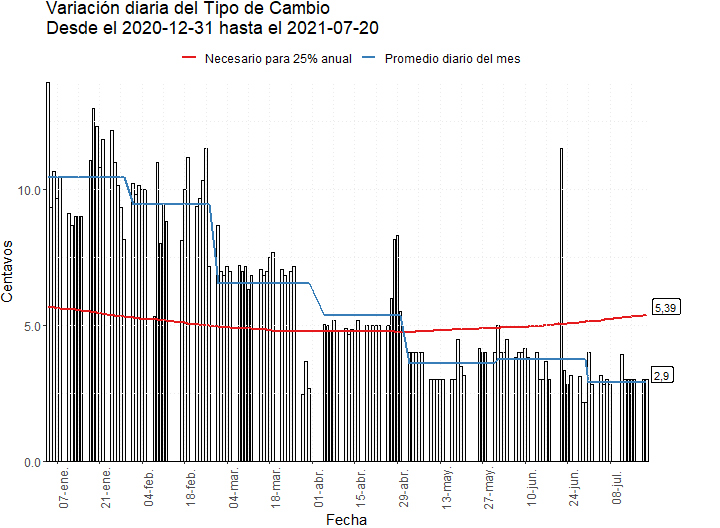 Variación diaria del Tipo de Cambio
Desde el 2020-12-31 hasta el 2021-07-20
Necesario para 25% anual
Promedio diario del mes
10.0
5.0
0.0
Centavos
5,39
2,9
07-ene.
21-ene.
04-feb.
18-feb.
04-mar.
18-mar.
01-abr.
15-abr.
29-abr.
13-may.
27-may.
10-jun.
24-jun.
08-jul.
Fecha